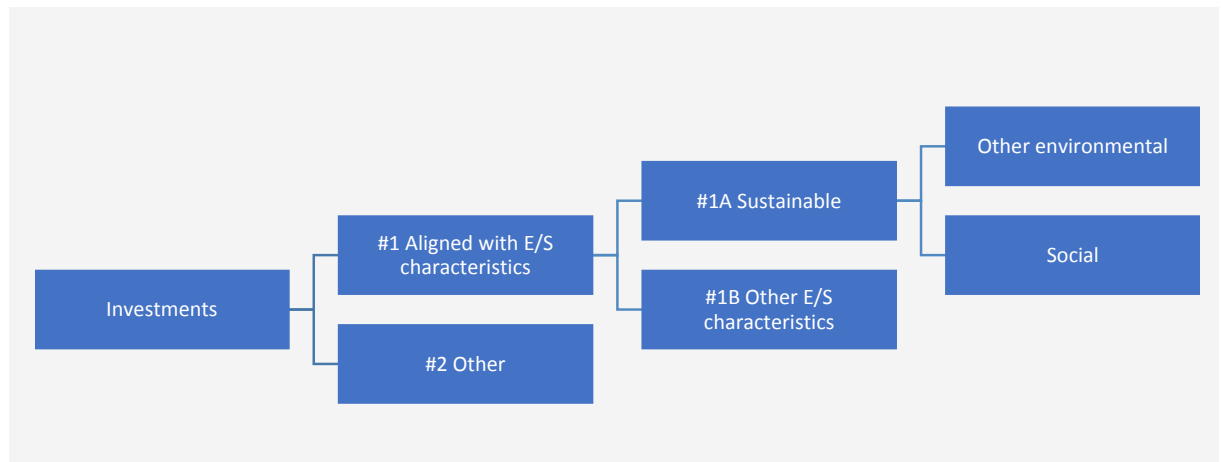 Investments
#1 Aligned with E/S
characteristics
#2 Other
#1A Sustainable
#1B Other E/S
characteristics
Other environmental
Social